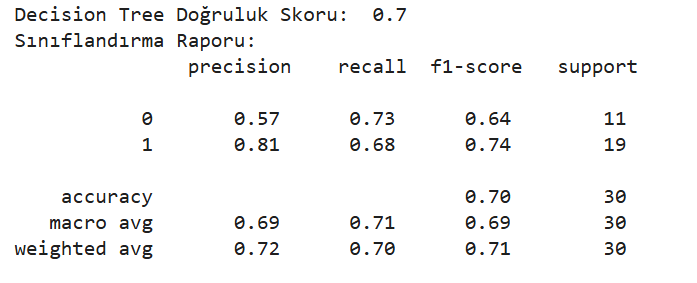 Decision Tree Doğruluk Skoru:  0.7
Sınıflandırma Raporu:
              precision    recall  f1-score   support

           0       0.57      0.73      0.64        11
           1       0.81      0.68      0.74        19

    accuracy                           0.70        30
   macro avg       0.69      0.71      0.69        30
weighted avg       0.72      0.70      0.71        30